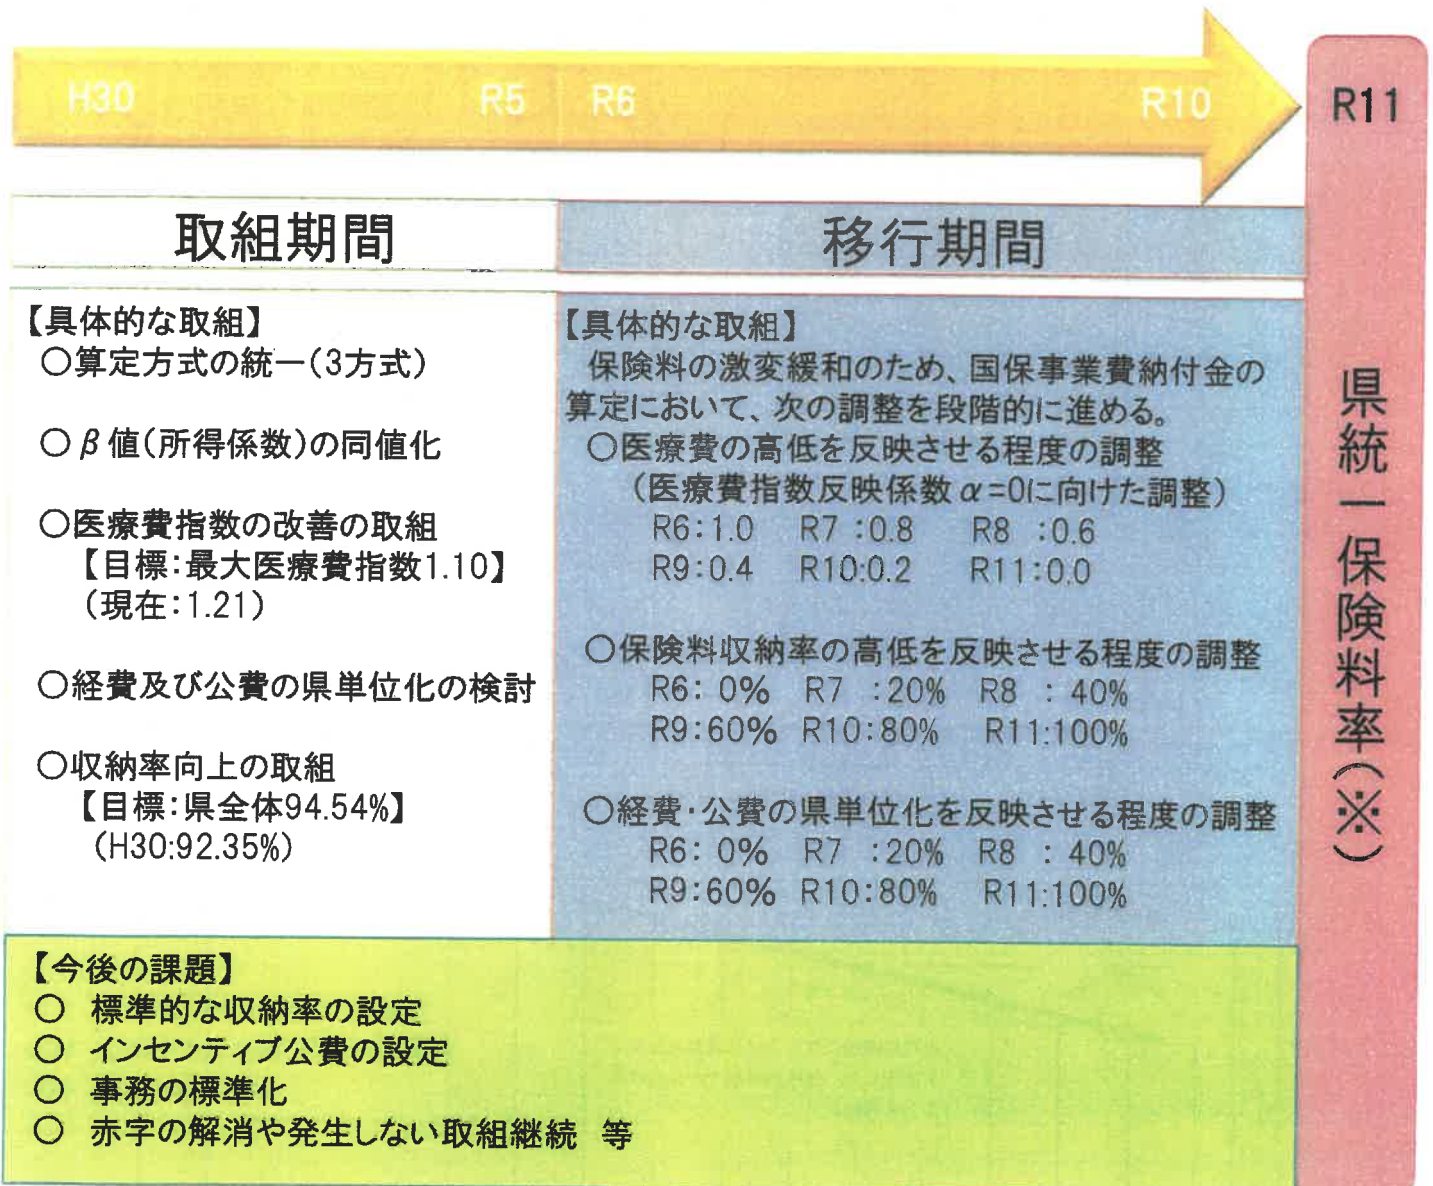 H30 R5 R6 R10 R11
取組期間
【具体的な取組】
○算定方式の統一(3方式)
○β値(所得係数)の同値化
○医療費指数の改善の取組
【目標:最大医療費指数1.10】
(現在:1.21)
○経費及び公費の県単位化の検討
○収納率向上の取組
【目標:県全体94.54%】
(H30:92.35%)
移行期間
【具体的な取組】
保険料の激変緩和のため、国保事業費納付金の
算定において、次の調整を段階的に進める。
○医療費の高低を反映させる程度の調整
(医療費指数反映係数α=0に向けた調整)
R6:1.0 R7 :0.8 R8 :0.6
R9:0.4 R10:0.2 R11:0.0
○保険料収納率の高低を反映させる程度の調整
R6: 0% R7 :20% R8 : 40%
R9:60% R10:80% R11:100%
○経費・公費の県単位化を反映させる程度の調整
R6: 0% R7 :20% R8 : 40%
R9:60% R10:80% R11:100%
県統一保険料率(※)
【今後の課題】
○ 標準的な収納率の設定
○ インセンティブ公費の設定
○ 事務の標準化
○ 赤字の解消や発生しない取組継続 等